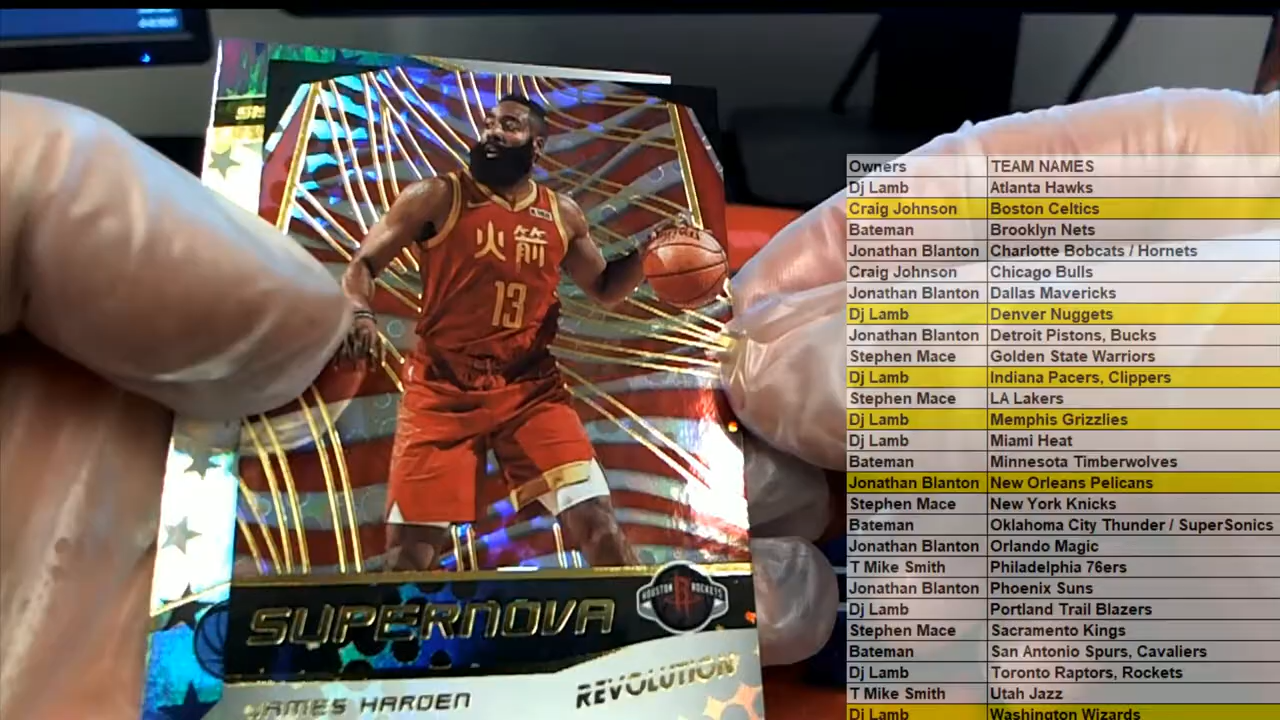 火箭
13
HOUSTON ROCKETS
SUPERNOVA
JAMES HARDEN
REVOLUTION
Owners TEAM NAMES
Dj Lamb Atlanta Hawks
Craig Johnson Boston Celtics
Bateman Brooklyn Nets
Jonathan Blanton Charlotte Bobcats / Hornets
Craig Johnson Chicago Bulls
Jonathan Blanton Dallas Mavericks
Dj Lamb Denver Nuggets
Jonathan Blanton Detroit Pistons, Bucks
Stephen Mace Golden State Warriors
Dj Lamb Indiana Pacers, Clippers
Stephen Mace LA Lakers
Dj Lamb Memphis Grizzlies
Dj Lamb Miami Heat
Bateman Minnesota Timberwolves
Jonathan Blanton New Orleans Pelicans
Stephen Mace New York Knicks
Bateman Oklahoma City Thunder / SuperSonics
Jonathan Blanton Orlando Magic
T Mike Smith Philadelphia 76ers
Jonathan Blanton Phoenix Suns
Dj Lamb Portland Trail Blazers
Stephen Mace Sacramento Kings
Bateman San Antonio Spurs, Cavaliers
Dj Lamb Toronto Raptors, Rockets
T Mike Smith Utah Jazz
Dj Lamb Washington Wizards